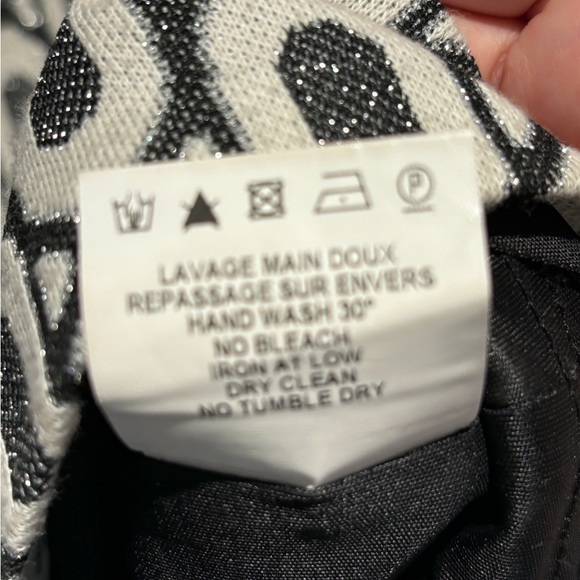 P
LAVAGE MAIN DOUX
REPASSAGE SUR ENVERS
HAND WASH 30°
NO BLEACH,
IRON AT LOW
DRY CLEAN
NO TUMBLE DRY